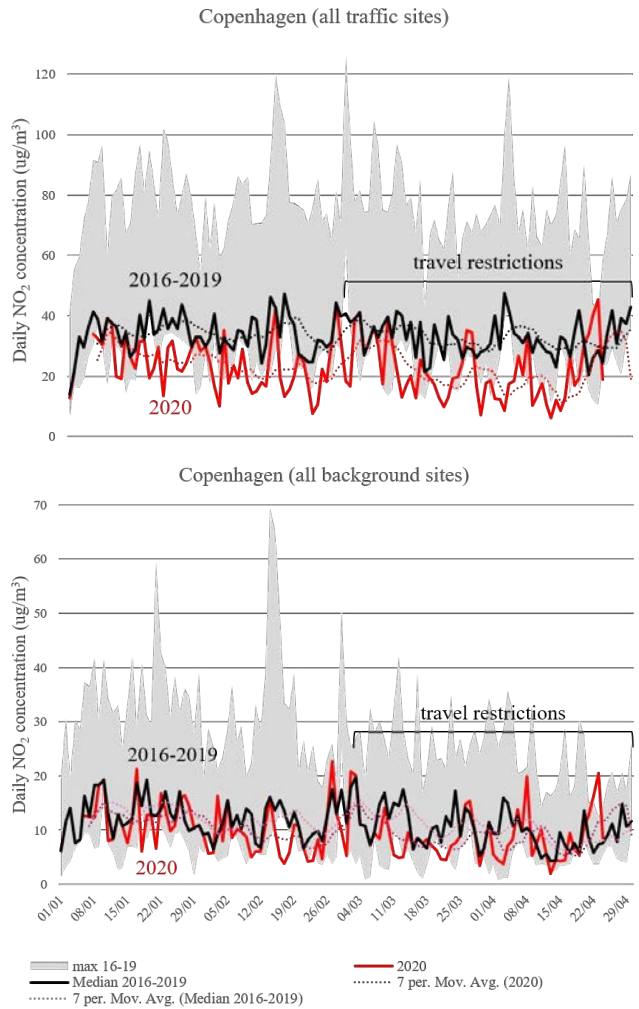 Copenhagen (all traffic sites)
Daily NO₂ concentration (ug/m³)
120
100
80
60
40
20
0
2016-2019
travel restrictions
2020
Copenhagen (all background sites)
Daily NO₂ concentration (ug/m³)
70
60
50
40
30
20
10
0
travel restrictions
2016-2019
2020
01/01 08/01 15/01 22/01 29/01 05/02 12/02 19/02 26/02 04/03 11/03 18/03 25/03 01/04 08/04 15/04 22/04 29/04
max 16-19 2020
Median 2016-2019 7 per. Mov. Avg. (2020)
7 per. Mov. Avg. (Median 2016-2019)